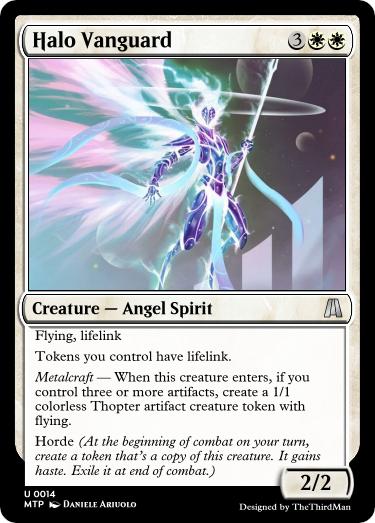 Halo Vanguard 3
Creature — Angel Spirit
Flying, lifelink
Tokens you control have lifelink.
Metalcraft — When this creature enters, if you
control three or more artifacts, create a 1/1
colorless Thopter artifact creature token with
flying.
Horde (At the beginning of combat on your turn,
create a token that's a copy of this creature. It gains
haste. Exile it at end of combat.)
2/2
U 0014
MTP Daniele Ariuolo
Designed by TheThirdMan